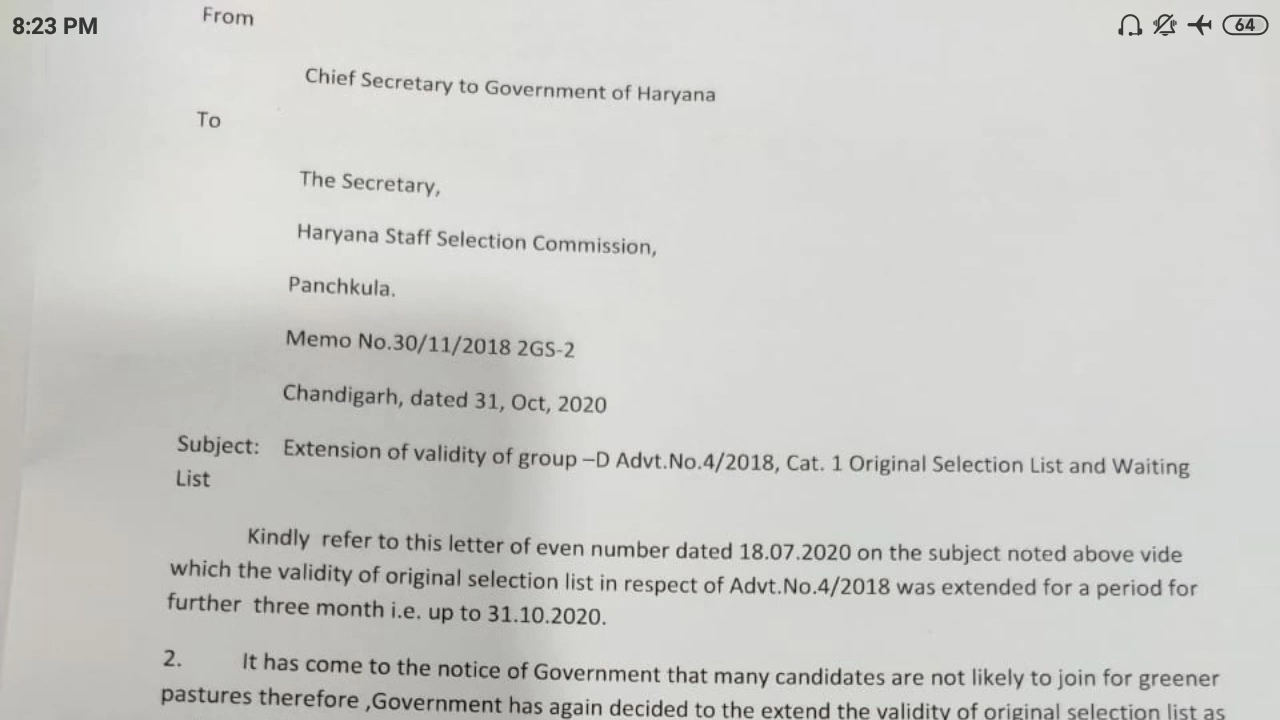 8:23 PM
64
From
Chief Secretary to Government of Haryana
To
The Secretary,
Haryana Staff Selection Commission,
Panchkula.
Memo No.30/11/2018 2GS-2
Chandigarh, dated 31, Oct, 2020
Subject: Extension of validity of group –D Advt.No.4/2018, Cat. 1 Original Selection List and Waiting
List
Kindly refer to this letter of even number dated 18.07.2020 on the subject noted above vide
which the validity of original selection list in respect of Advt.No.4/2018 was extended for a period for
further three month i.e. up to 31.10.2020.
2. It has come to the notice of Government that many candidates are not likely to join for greener
pastures therefore ,Government has again decided to the extend the validity of original selection list as